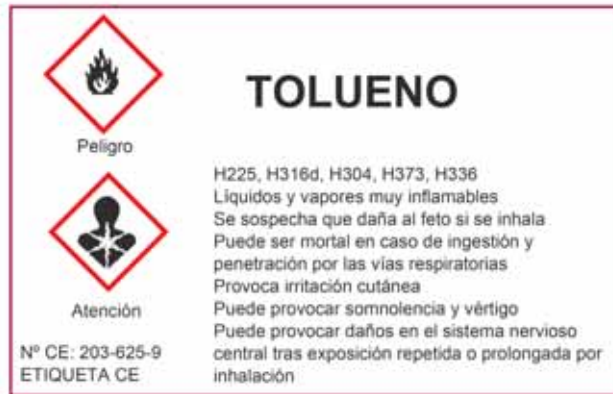 Peligro
Atención
Nº CE: 203-625-9
ETIQUETA CE
TOLUENO
H225, H316d, H304, H373, H336
Líquidos y vapores muy inflamables
Se sospecha que daña al feto si se inhala
Puede ser mortal en caso de ingestión y
penetración por las vías respiratorias
Provoca irritación cutánea
Puede provocar somnolencia y vértigo
Puede provocar daños en el sistema nervioso
central tras exposición repetida o prolongada por
inhalación